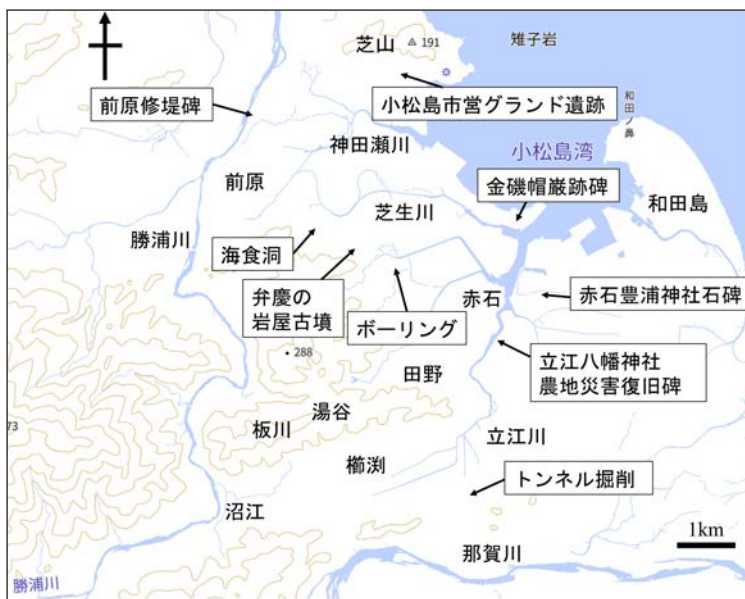 芝山
191
雉子岩
前原修堤碑
小松島市営グランド遺跡
和田ノ鼻
神田瀬川
小松島湾
前原
金磯帽巌跡碑
和田島
芝生川
勝浦川
海食洞
弁慶の
岩屋古墳
ボーリング
赤石
赤石豊浦神社石碑
288
田野
立江八幡神社
農地災害復旧碑
湯谷
板川
73
櫛渕
立江川
トンネル掘削
沼江
1km
那賀川
勝浦川